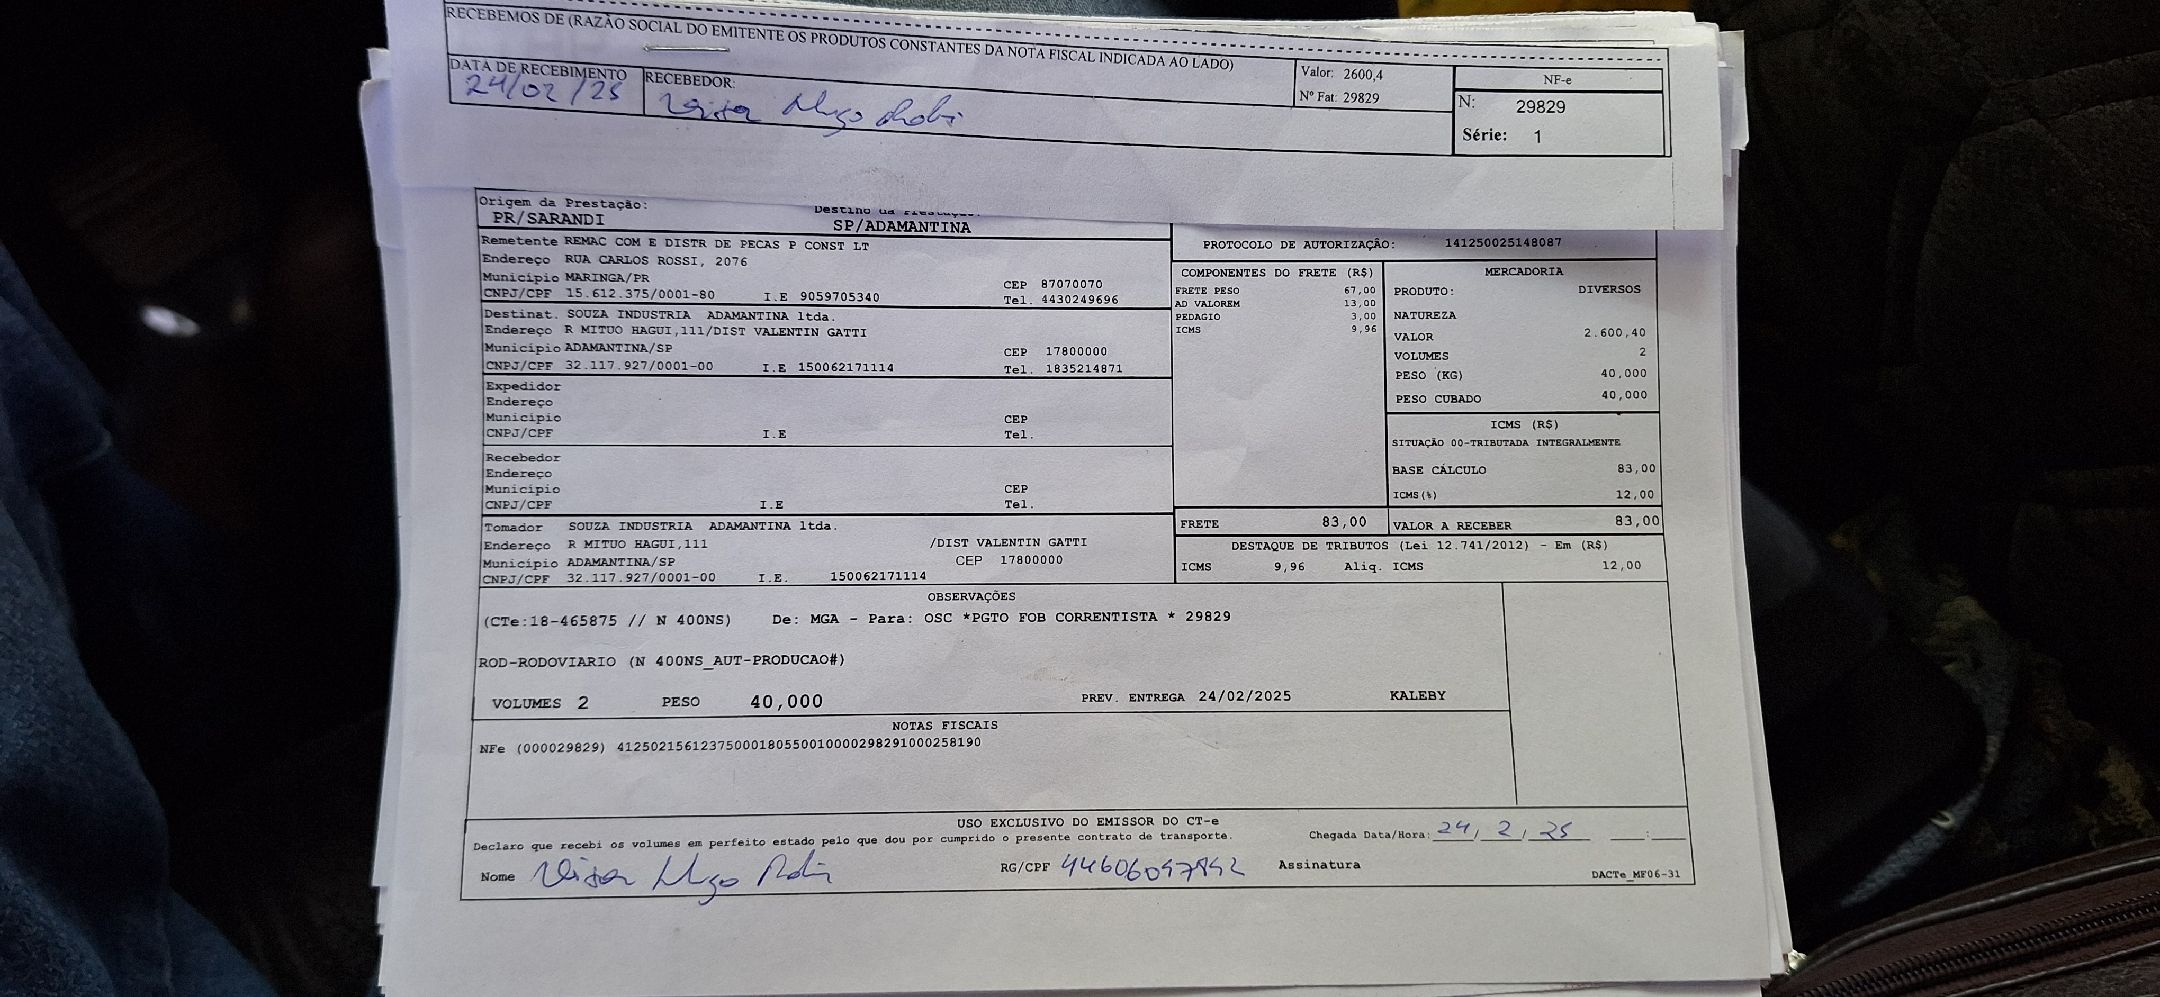 RECEBEMOS DE (RAZÃO SOCIAL DO EMITENTE OS PRODUTOS CONSTANTES DA NOTA FISCAL INDICADA AO LADO)
DATA DE RECEBIMENTO RECEBEDOR:
24/02/25
Valor: 2600,4
Nº Fat: 29829
NF-e
N: 29829
Série: 1
Origem da Prestação: Destino da Prestação:
PR/SARANDI SP/ADAMANTINA
Remetente REMAC COM E DISTR DE PECAS P CONST LT
Endereço RUA CARLOS ROSSI, 2076
Município MARINGA/PR CEP 87070070
CNPJ/CPF 15.612.375/0001-80 I.E 9059705340 Tel. 4430249696
Destinat. SOUZA INDUSTRIA ADAMANTINA ltda.
Endereço R MITUO HAGUI,111/DIST VALENTIN GATTI
Município ADAMANTINA/SP CEP 17800000
CNPJ/CPF 32.117.927/0001-00 I.E 150062171114 Tel. 1835214871
Expedidor
Endereco
Município CEP
CNPJ/CPF I.E Tel.
Recebedor
Endereço
Município CEP
CNPJ/CPF I.E Tel.
Tomador SOUZA INDUSTRIA ADAMANTINA ltda.
Endereço R MITUO HAGUI,111 /DIST VALENTIN GATTI
Município ADAMANTINA/SP CEP 17800000
CNPJ/CPF 32.117.927/0001-00 I.E. 150062171114
PROTOCOLO DE AUTORIZAÇÃO: 141250025148087
COMPONENTES DO FRETE (R$)
FRETE PESO 67,00
AD VALOREM 13,00
PEDAGIO 3,00
ICMS 9,96
MERCADORIA
PRODUTO: DIVERSOS
NATUREZA
VALOR 2.600,40
VOLUMES 2
PESO (KG) 40,000
PESO CUBADO 40,000
ICMS (R$)
SITUAÇÃO 00-TRIBUTADA INTEGRALMENTE
BASE CÁLCULO 83,00
ICMS(%) 12,00
FRETE 83,00 VALOR A RECEBER 83,00
DESTAQUE DE TRIBUTOS (Lei 12.741/2012) - Em (R$)
ICMS 9,96 Aliq. ICMS 12,00
OBSERVAÇÕES
(CTe:18-465875 // N 400NS) De: MGA - Para: OSC *PGTO FOB CORRENTISTA * 29829
ROD-RODOVIARIO (N 400NS_AUT-PRODUCAO#)
VOLUMES 2 PESO 40,000 PREV. ENTREGA 24/02/2025 KALEBY
NOTAS FISCAIS
NFe (000029829) 41250215612375000180550010000298291000258190
USO EXCLUSIVO DO EMISSOR DO CT-e
Declaro que recebi os volumes em perfeito estado pelo que dou por cumprido o presente contrato de transporte. Chegada Data/Hora: 24/2/25 __:__
Nome RG/CPF Assinatura
DACTe_MF06-31